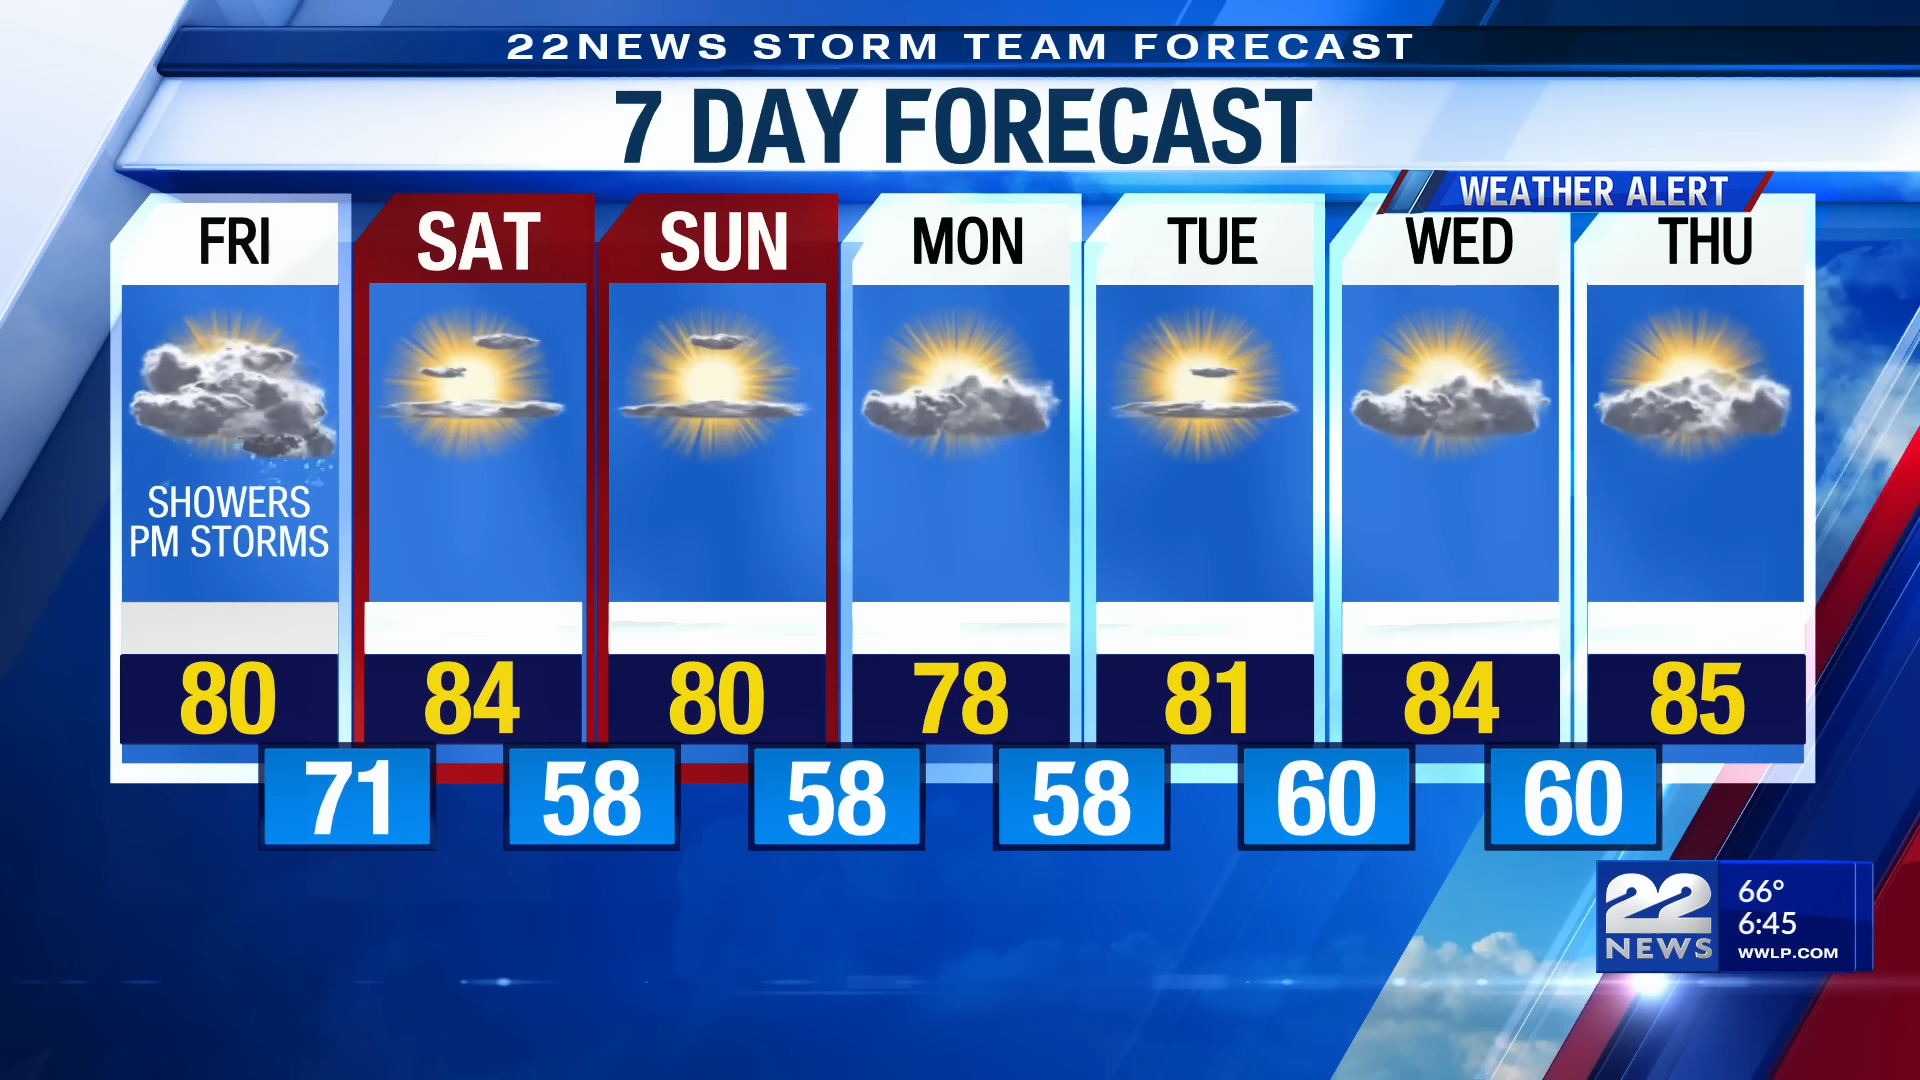 22NEWS STORM TEAM FORECAST
7 DAY FORECAST
WEATHER ALERT
FRI SAT SUN MON TUE WED THU
SHOWERS
PM STORMS
80 84 80 78 81 84 85
71 58 58 58 60 60
22
NEWS
66°
6:45
WWLP.COM